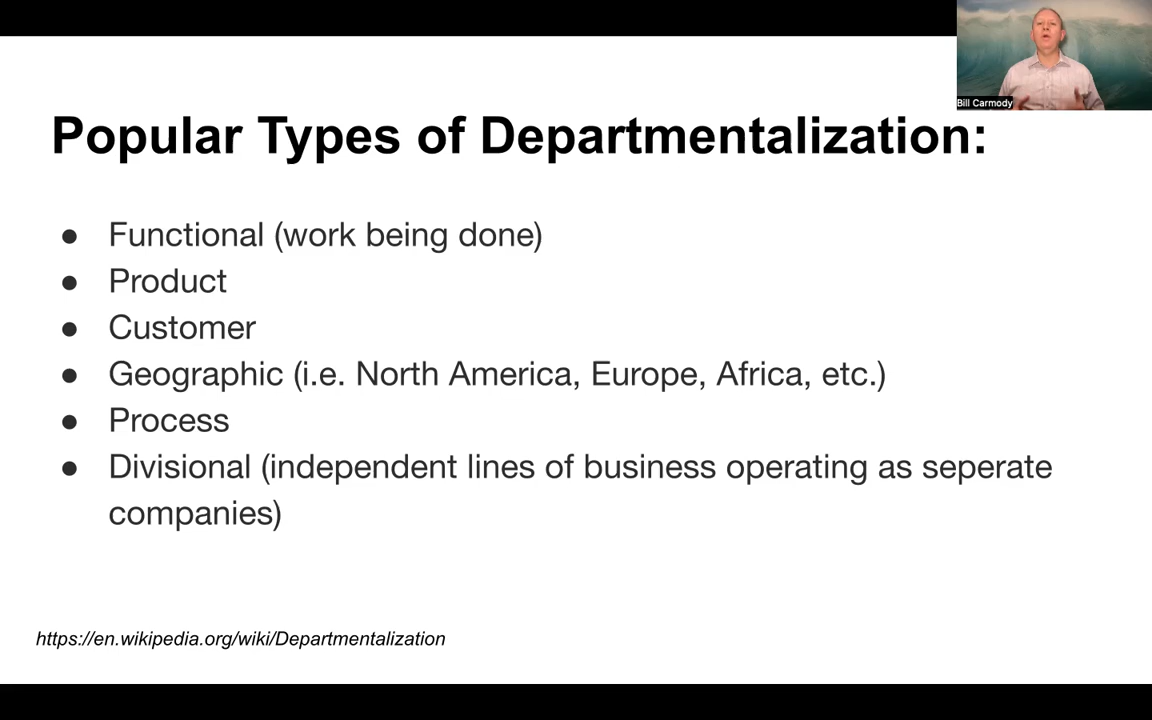 Bill Carmody
Popular Types of Departmentalization:
● Functional (work being done)
● Product
● Customer
● Geographic (i.e. North America, Europe, Africa, etc.)
● Process
● Divisional (independent lines of business operating as seperate
companies)
https://en.wikipedia.org/wiki/Departmentalization